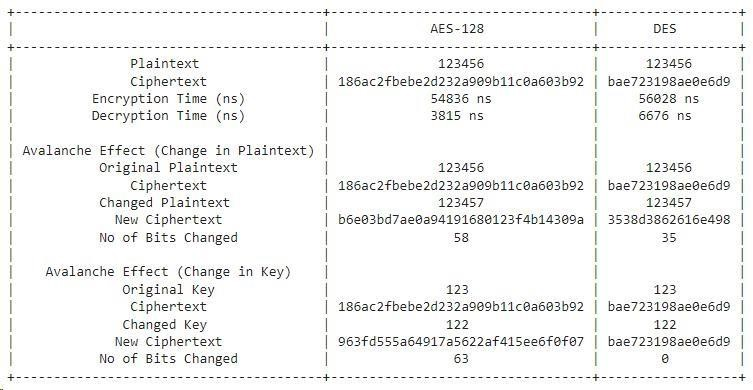 AES-128 DES
Plaintext 123456 123456
Ciphertext 186ac2fbebe2d232a909b11c0a603b92 bae723198ae0e6d9
Encryption Time (ns) 54836 ns 56028 ns
Decryption Time (ns) 3815 ns 6676 ns
Avalanche Effect (Change in Plaintext)
Original Plaintext 123456 123456
Ciphertext 186ac2fbebe2d232a909b11c0a603b92 bae723198ae0e6d9
Changed Plaintext 123457 123457
New Ciphertext b6e03bd7ae0a94191680123f4b14309a 3538d3862616e498
No of Bits Changed 58 35
Avalanche Effect (Change in Key)
Original Key 123 123
Ciphertext 186ac2fbebe2d232a909b11c0a603b92 bae723198ae0e6d9
Changed Key 122 122
New Ciphertext 963fd555a64917a5622af415ee6f0f07 bae723198ae0e6d9
No of Bits Changed 63 0